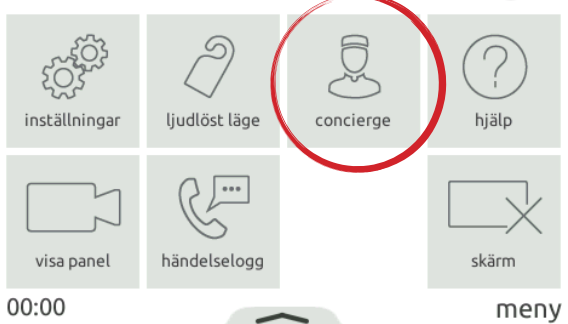 inställningar
ljudlöst läge
concierge
hjälp
visa panel
händelselogg
skärm
00:00
meny